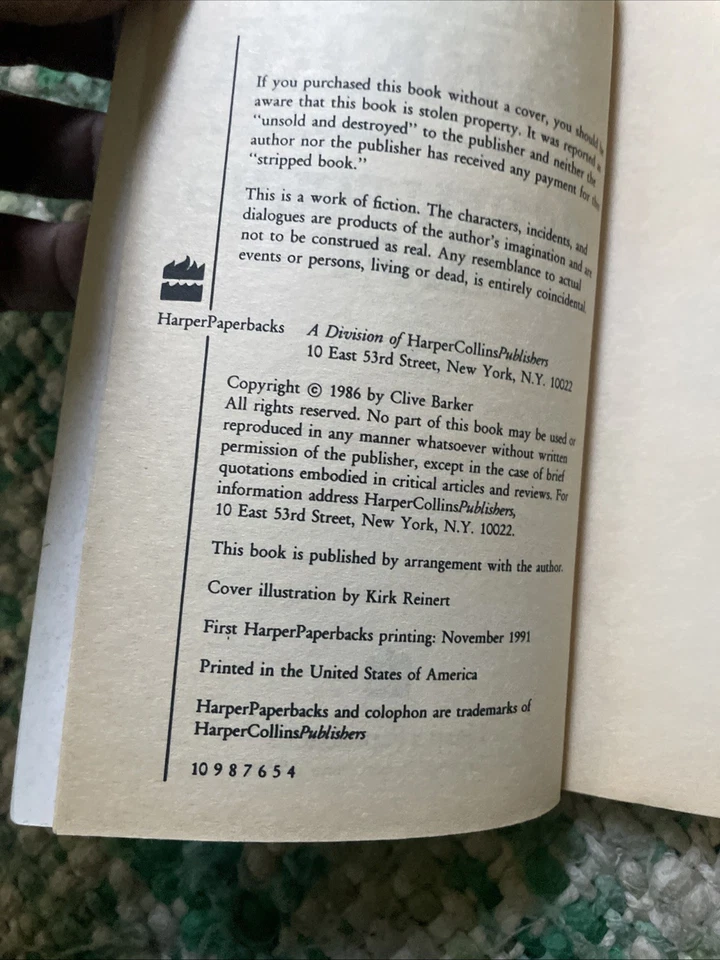 If you purchased this book without a cover, you should be
aware that this book is stolen property. It was reported as
"unsold and destroyed" to the publisher and neither the
author nor the publisher has received any payment for this
"stripped book."
This is a work of fiction. The characters, incidents, and
dialogues are products of the author's imagination and are
not to be construed as real. Any resemblance to actual
events or persons, living or dead, is entirely coincidental.
HarperPaperbacks
A Division of HarperCollinsPublishers
10 East 53rd Street, New York, N.Y. 10022
Copyright © 1986 by Clive Barker
All rights reserved. No part of this book may be used or
reproduced in any manner whatsoever without written
permission of the publisher, except in the case of brief
quotations embodied in critical articles and reviews. For
information address HarperCollinsPublishers,
10 East 53rd Street, New York, N.Y. 10022.
This book is published by arrangement with the author.
Cover illustration by Kirk Reinert
First HarperPaperbacks printing: November 1991
Printed in the United States of America
HarperPaperbacks and colophon are trademarks of
HarperCollinsPublishers
10 9 8 7 6 5 4